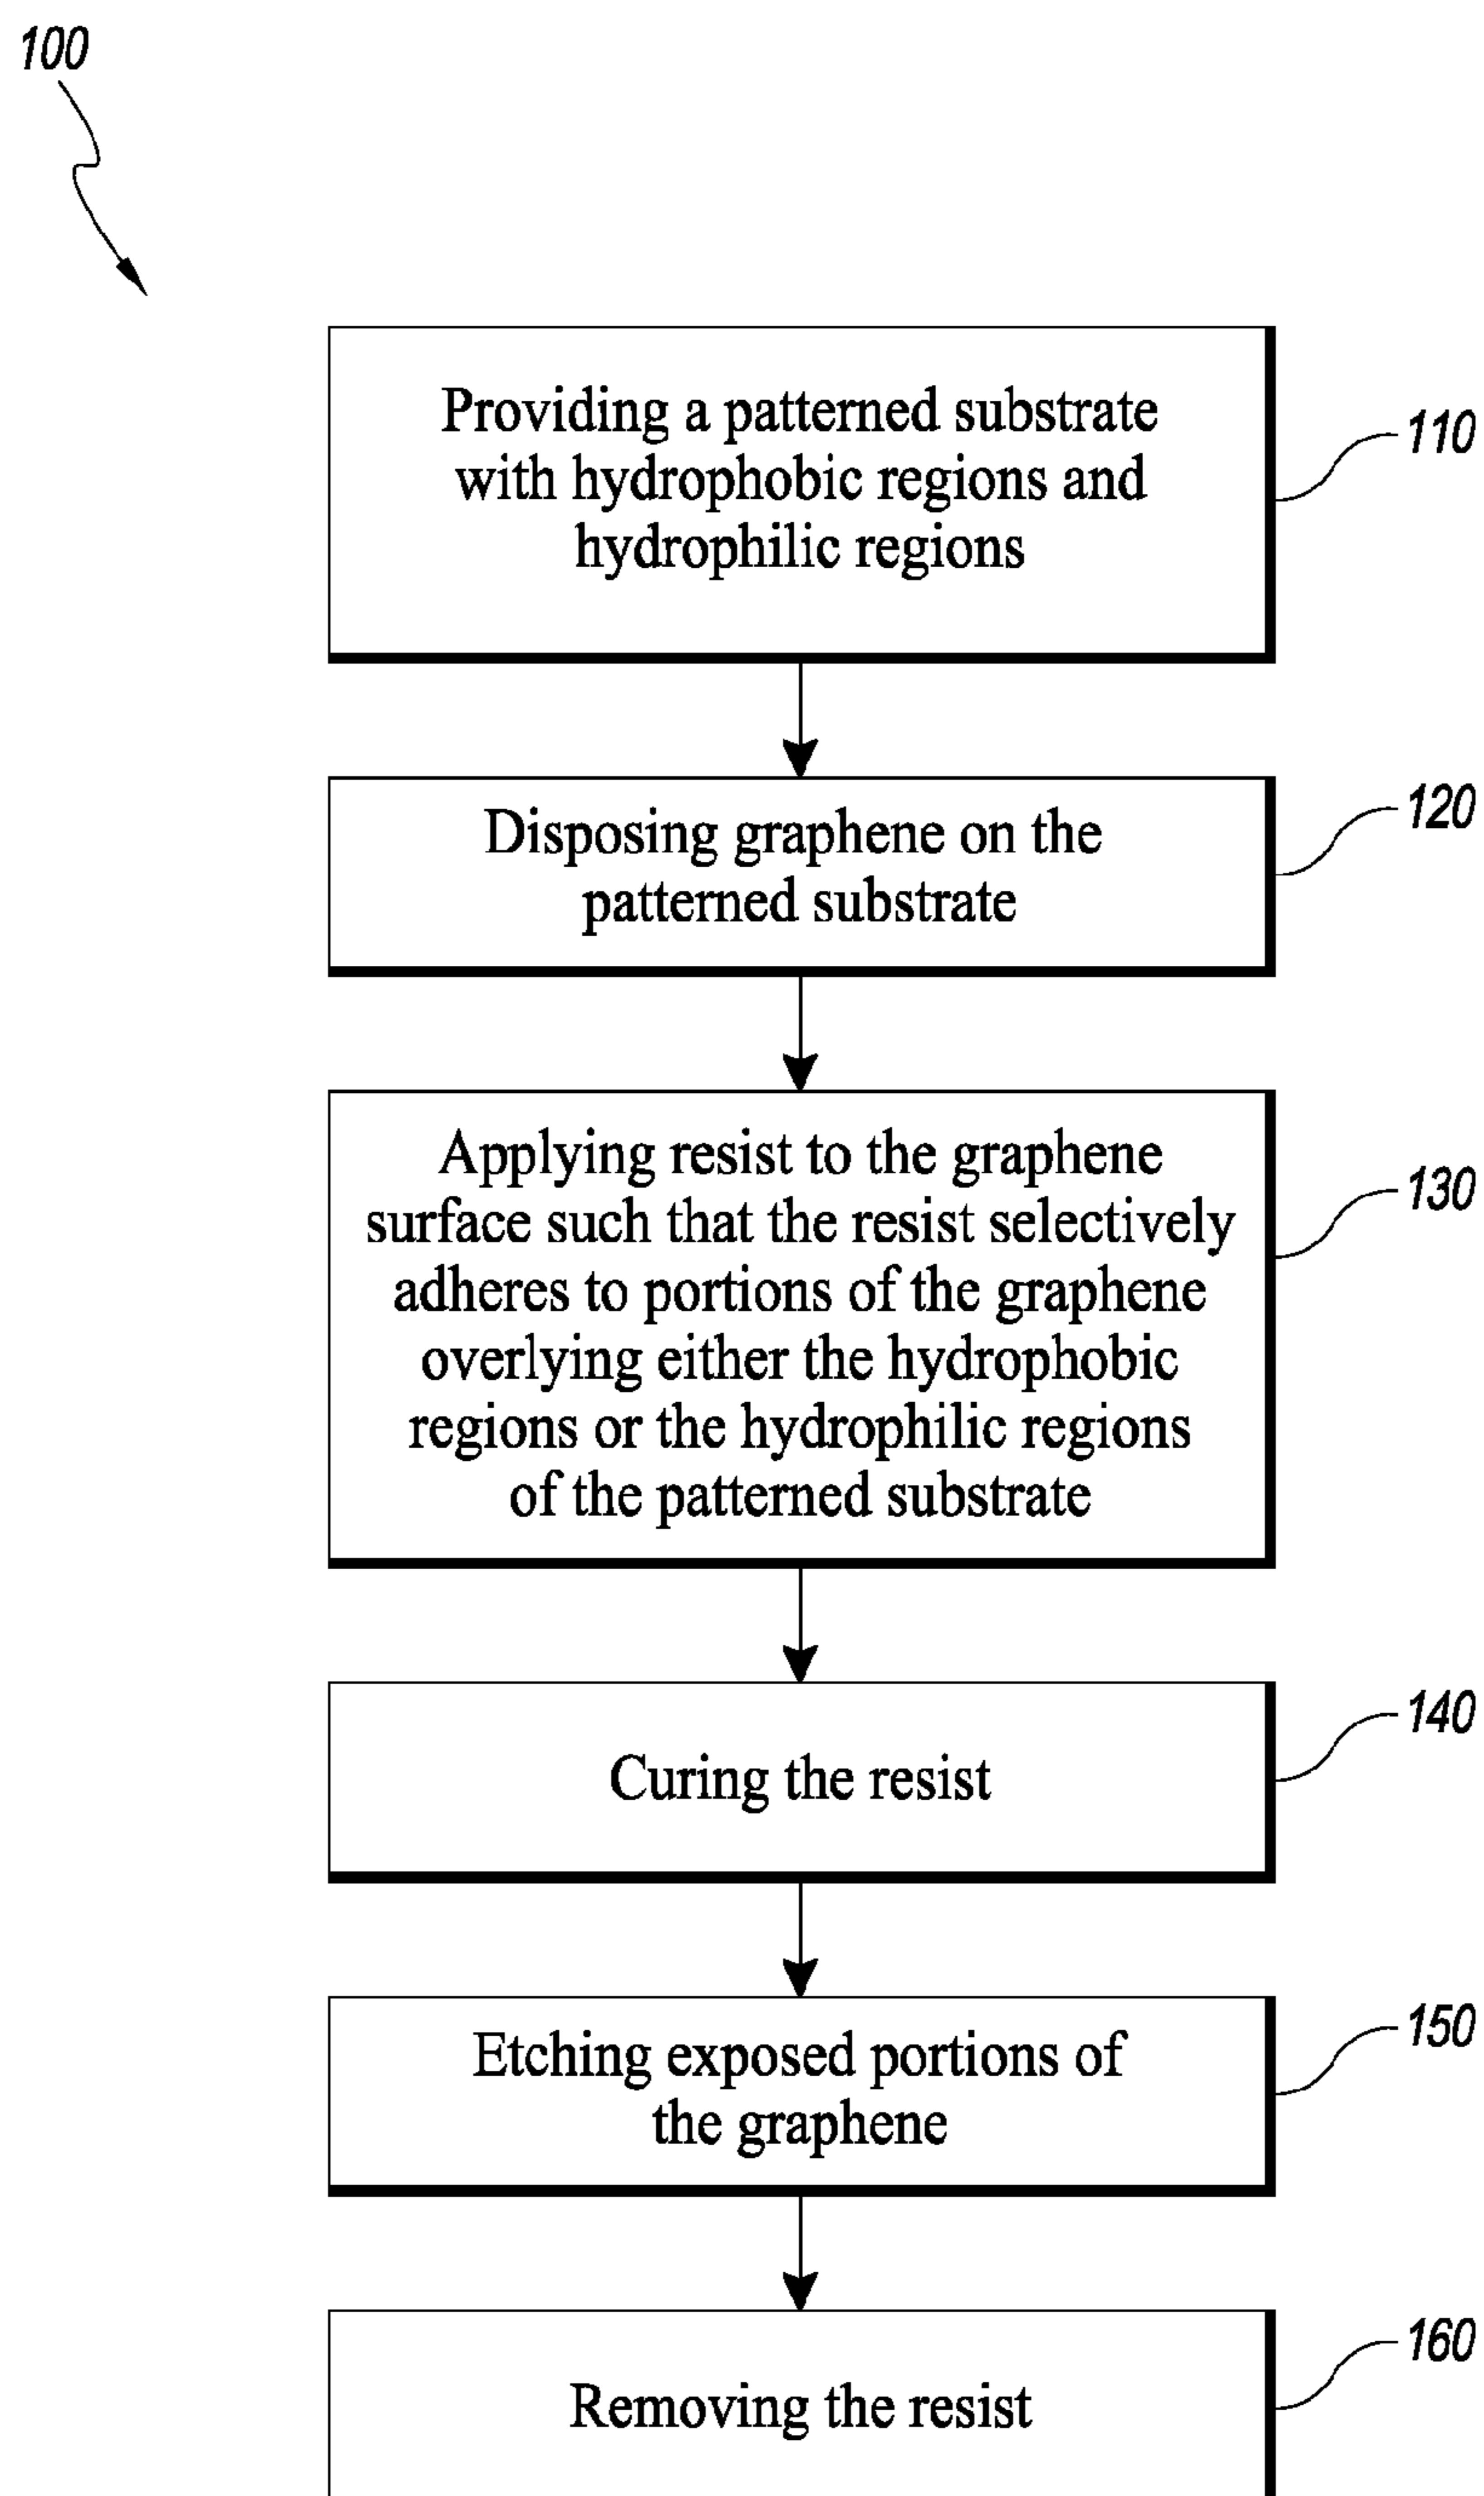 100
Providing a patterned substrate
with hydrophobic regions and
hydrophilic regions
110
Disposing graphene on the
patterned substrate
120
Applying resist to the graphene
surface such that the resist selectively
adheres to portions of the graphene
overlying either the hydrophobic
regions or the hydrophilic regions
of the patterned substrate
130
Curing the resist
140
Etching exposed portions of
the graphene
150
Removing the resist
160